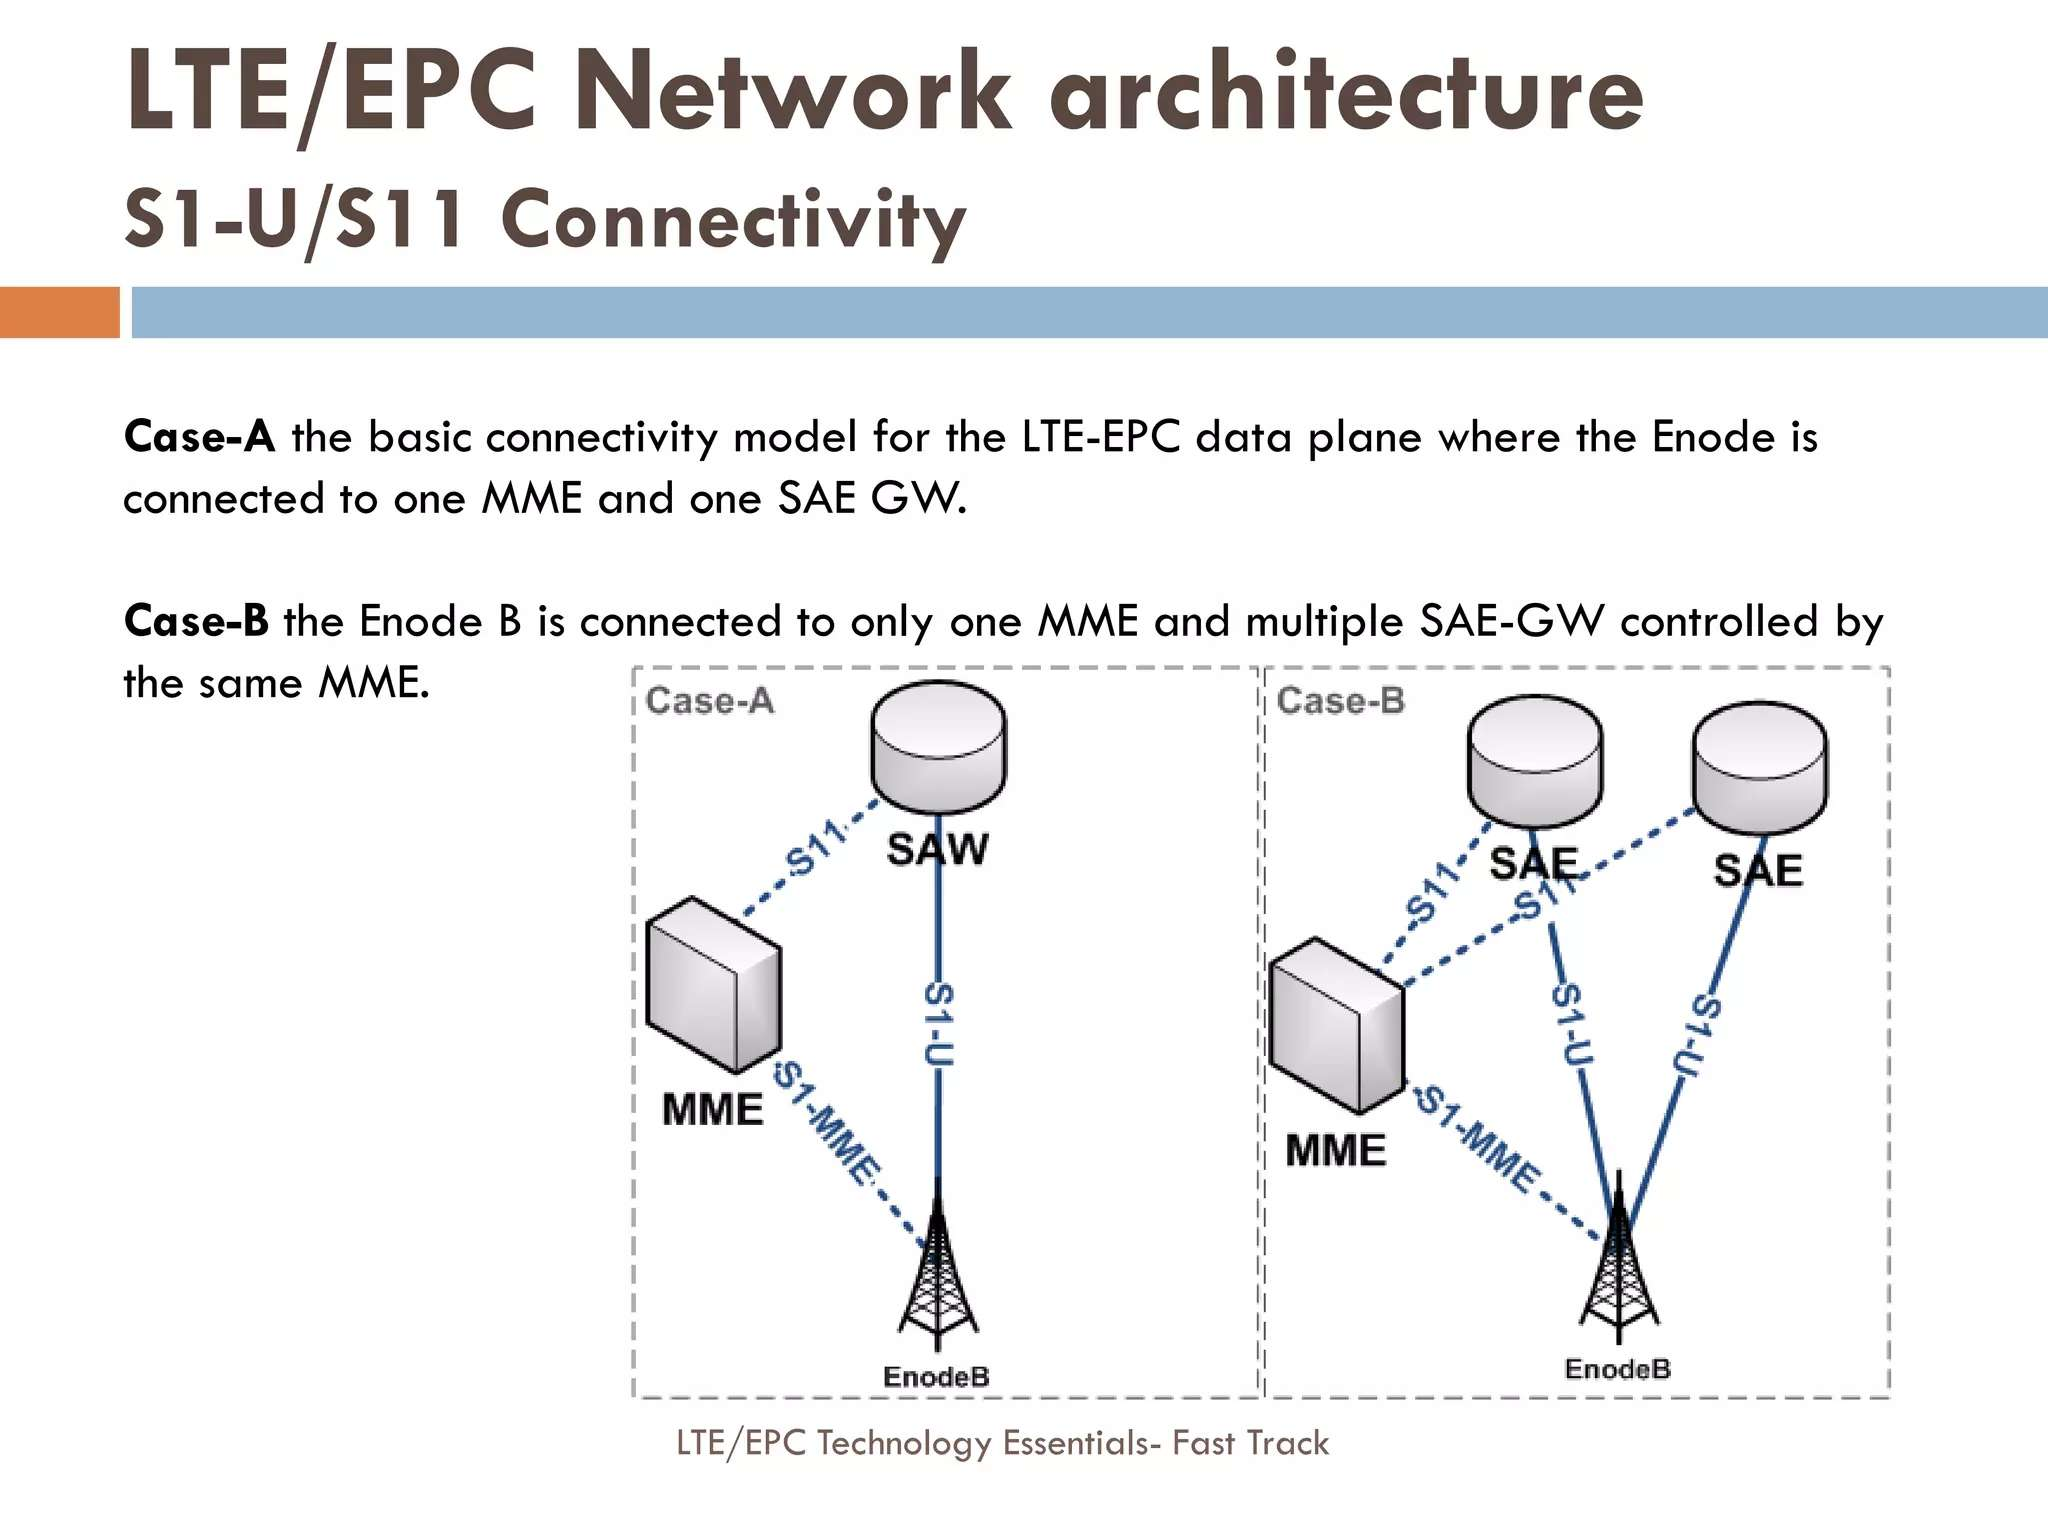 LTE/EPC Network architecture
S1-U/S11 Connectivity
Case-A the basic connectivity model for the LTE-EPC data plane where the Enode is
connected to one MME and one SAE GW.
Case-B the Enode B is connected to only one MME and multiple SAE-GW controlled by
the same MME.
Case-A
SAW
S11
MME
S1-MME
S1-U
EnodeB
Case-B
SAE
SAE
S11
S11
MME
S1-MME
S1-U
S1-U
EnodeB
LTE/EPC Technology Essentials- Fast Track